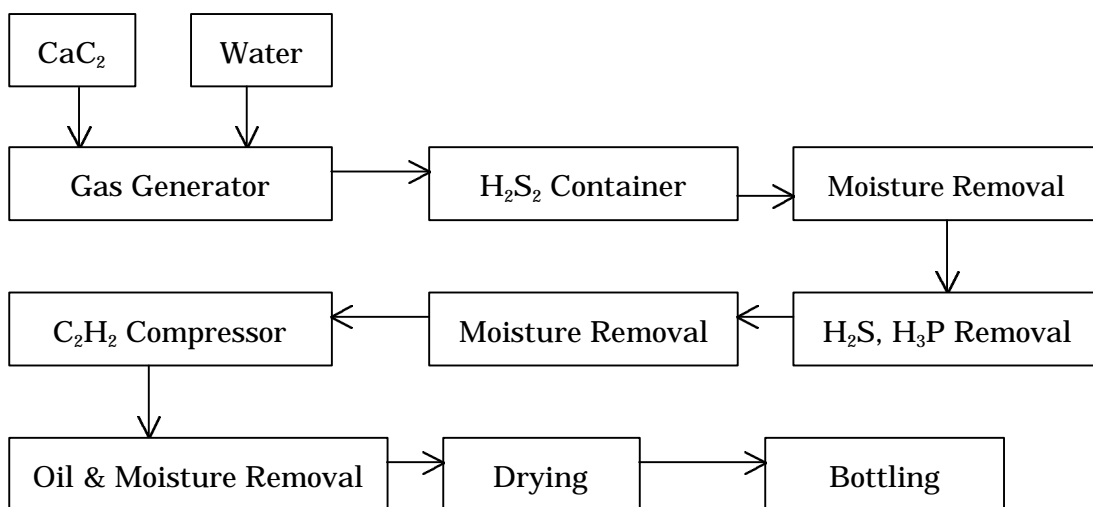 CaC₂
Water
Gas Generator
H₂S₂ Container
Moisture Removal
H₂S, H₃P Removal
Moisture Removal
C₂H₂ Compressor
Oil & Moisture Removal
Drying
Bottling